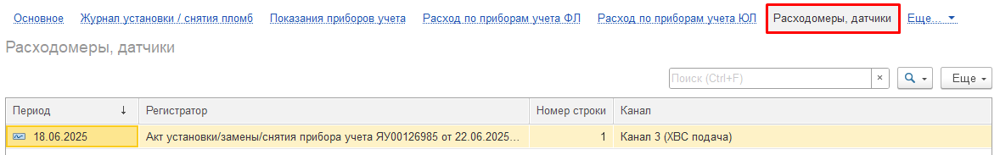 Основное Журнал установки / снятия пломб Показания приборов учета Расход по приборам учета ФЛ Расход по приборам учета ЮЛ Расходомеры, датчики Еще...
Расходомеры, датчики
Поиск (Ctrl+F) × Еще
Период ↓ Регистратор Номер строки Канал
18.06.2025 Акт установки/замены/снятия прибора учета ЯУ00126985 от 22.06.2025... 1 Канал 3 (ХВС подача)